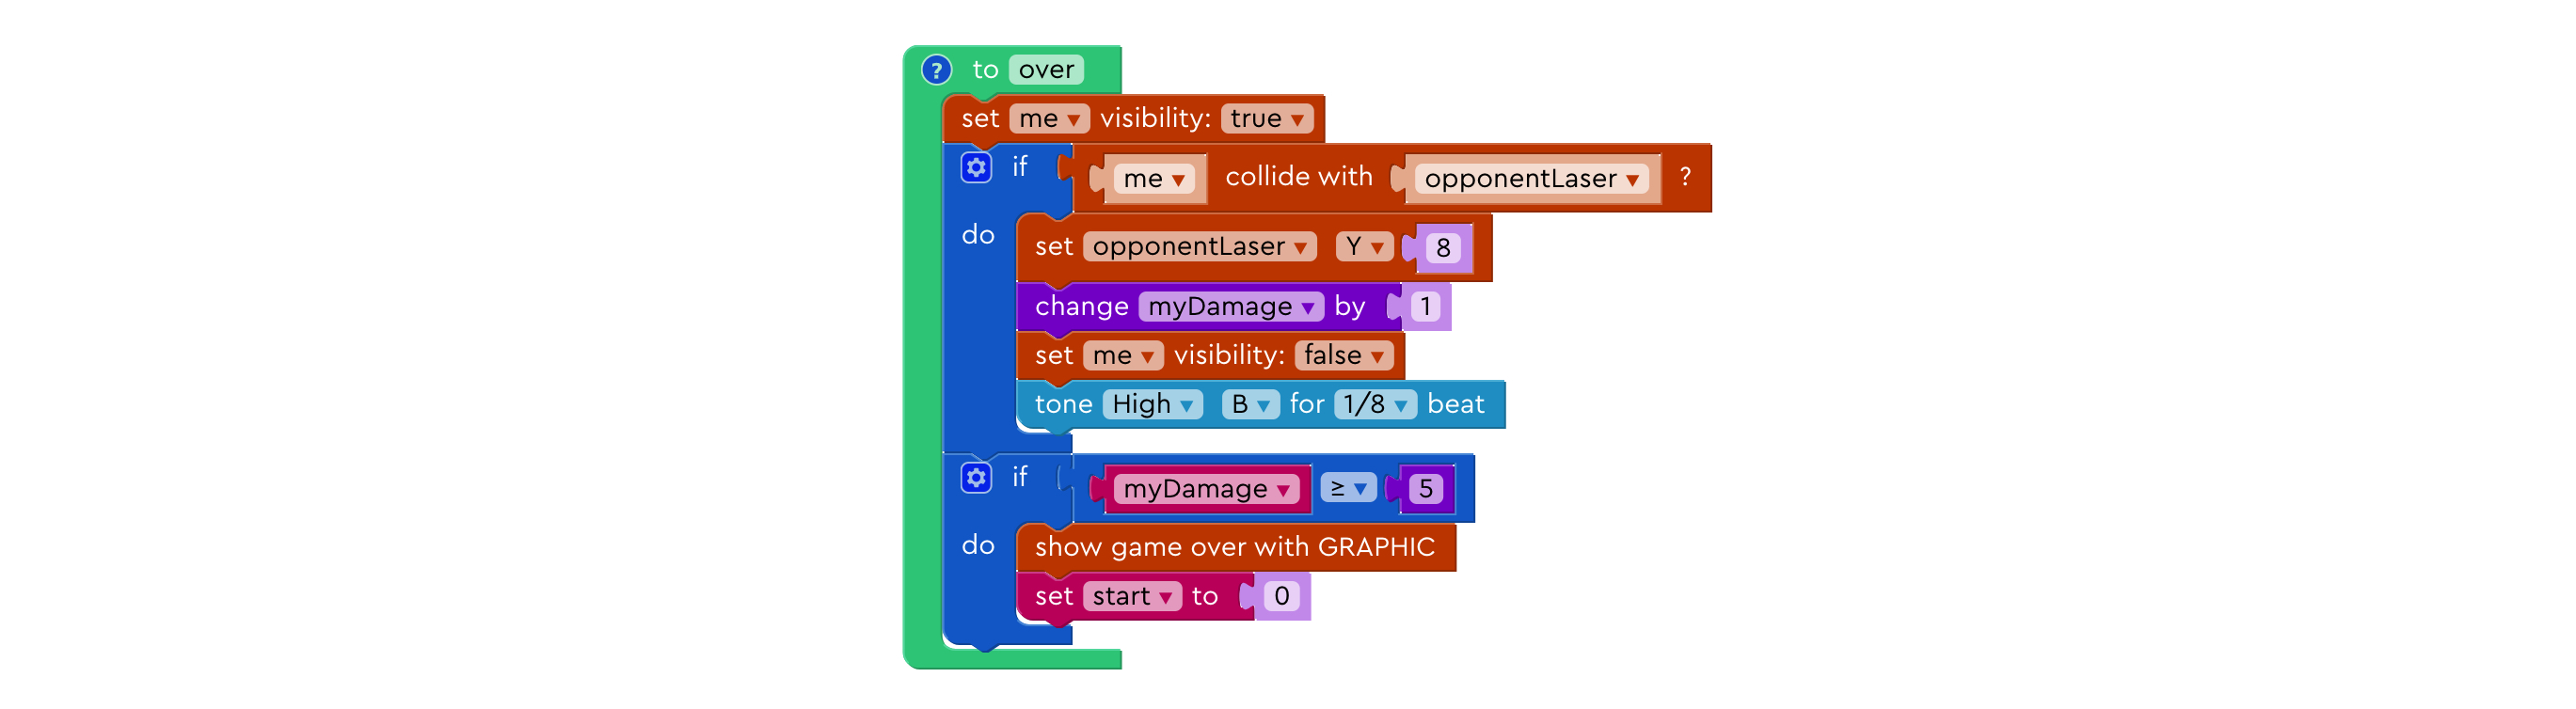 ? to over
set me visibility: true
if me collide with opponentLaser ?
do set opponentLaser Y 8
change myDamage by 1
set me visibility: false
tone High B for 1/8 beat
if myDamage ≥ 5
do show game over with GRAPHIC
set start to 0